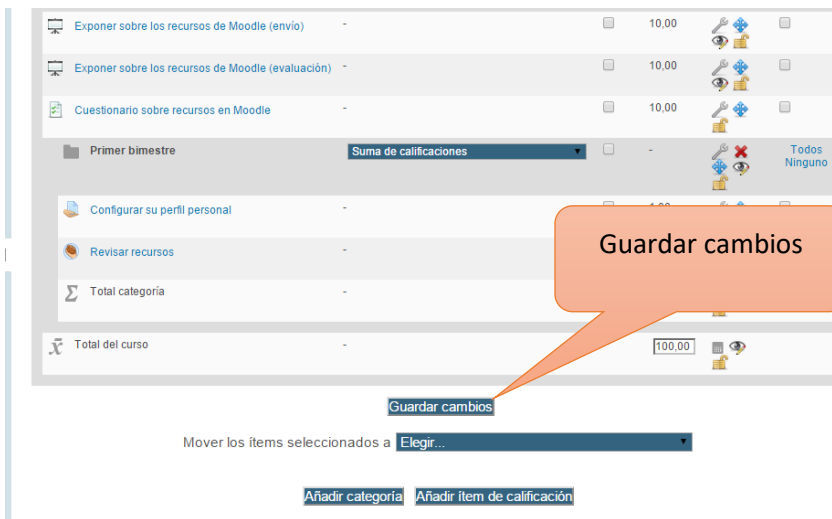 Exponer sobre los recursos de Moodle (envío) - 10,00
Exponer sobre los recursos de Moodle (evaluación) - 10,00
Cuestionario sobre recursos en Moodle - 10,00
Primer bimestre Suma de calificaciones - Todos
Ninguno
Configurar su perfil personal -
Revisar recursos -
Guardar cambios
Total categoría -
Total del curso - 100,00
Guardar cambios
Mover los ítems seleccionados a Elegir...
Añadir categoría Añadir ítem de calificación